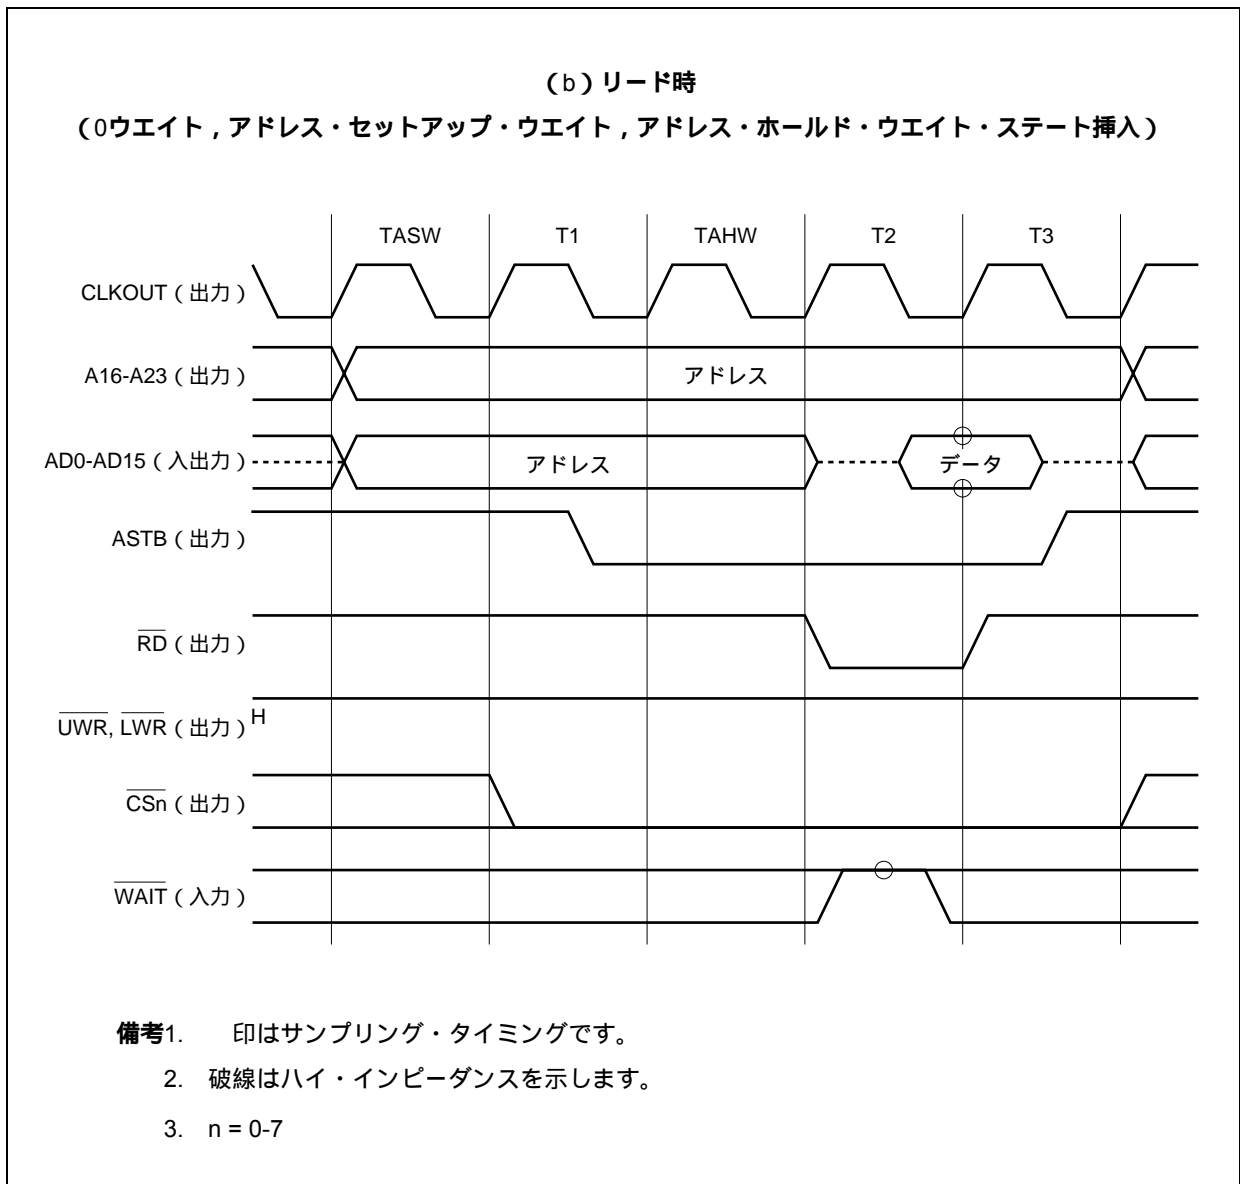 （b）リード時
（0ウエイト，アドレス・セットアップ・ウエイト，アドレス・ホールド・ウエイト・ステート挿入）
TASW T1 TAHW T2 T3
CLKOUT（出力）
A16-A23（出力） アドレス
AD0-AD15（入出力） アドレス データ
ASTB（出力）
RD（出力）
UWR, LWR（出力） H
CSn（出力）
WAIT（入力）
備考1. 印はサンプリング・タイミングです。
2. 破線はハイ・インピーダンスを示します。
3. n = 0-7